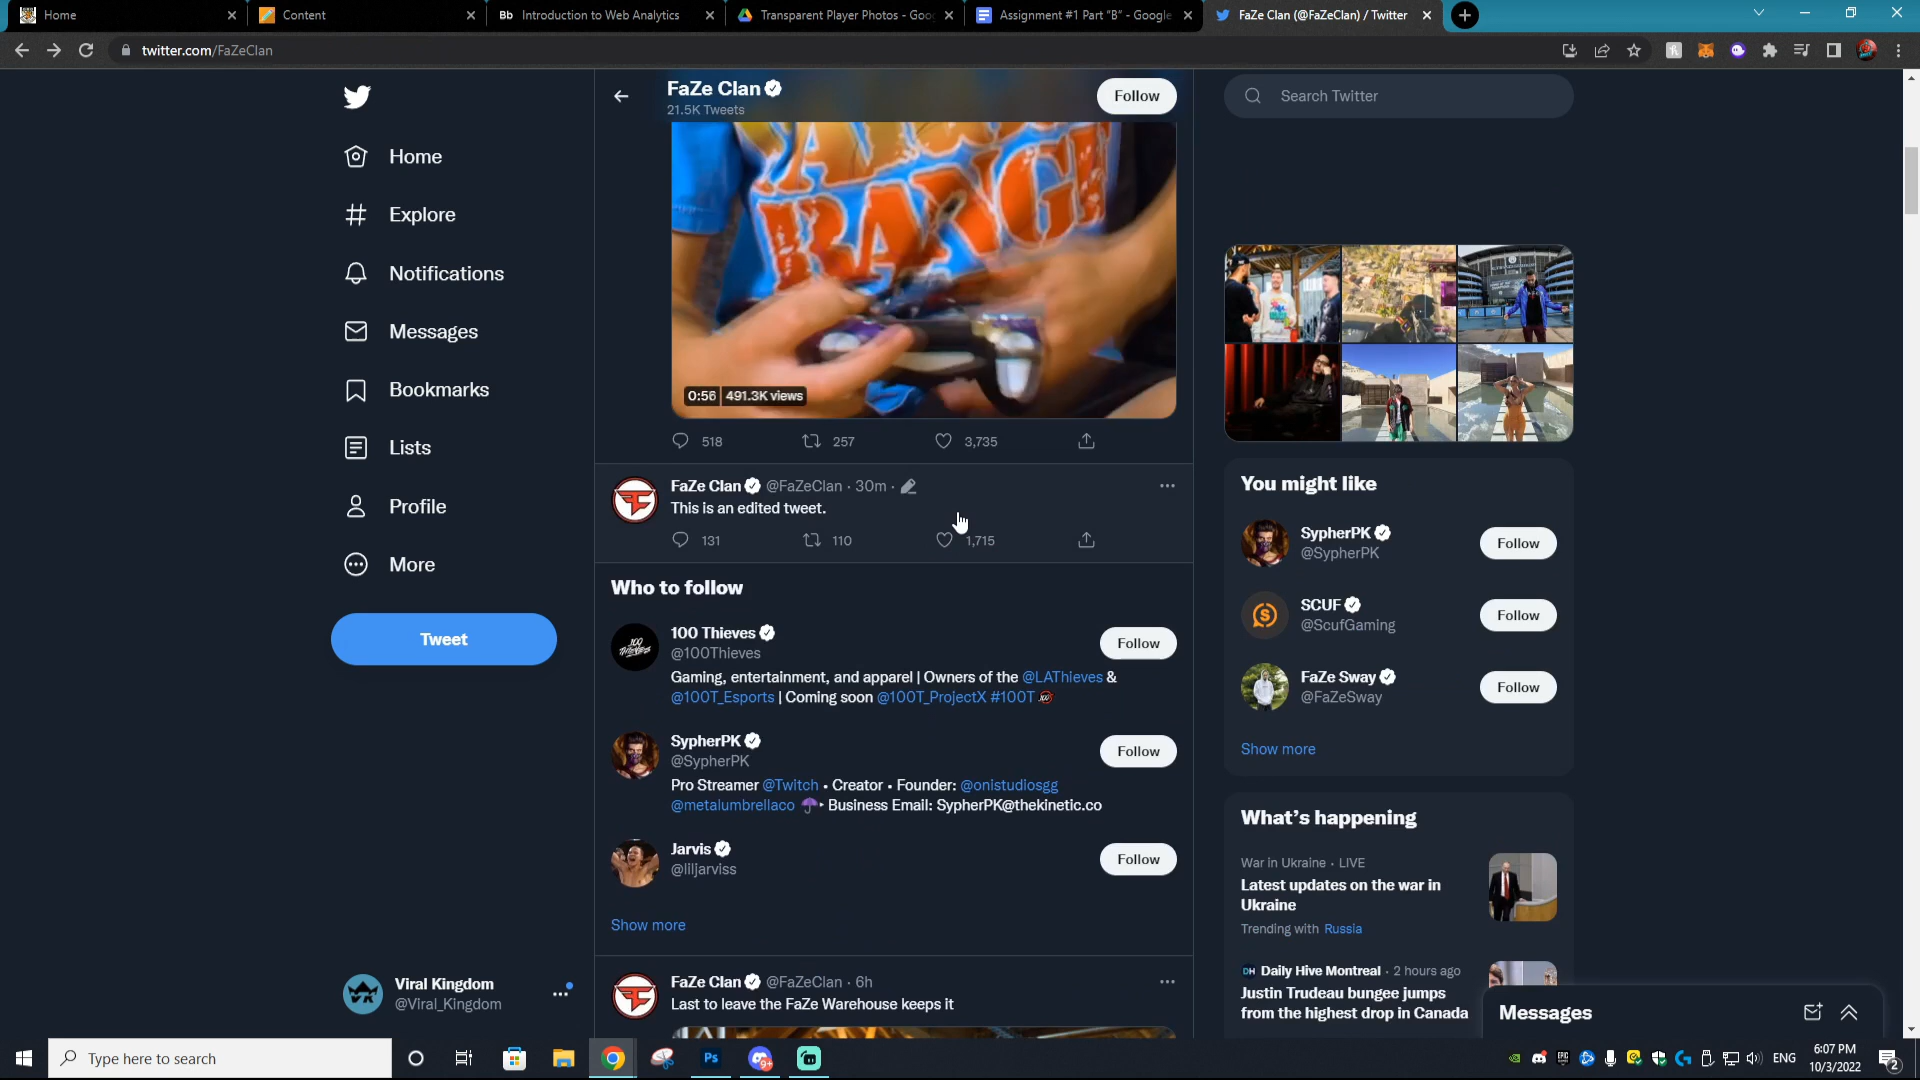 Home
Content
Bb Introduction to Web Analytics
Transparent Player Photos - Goo
Assignment #1 Part "B" - Google
FaZe Clan (@FaZeClan) / Twitter
twitter.com/FaZeClan
Home
Explore
Notifications
Messages
Bookmarks
Lists
Profile
More
Tweet
Viral Kingdom
@Viral_Kingdom
FaZe Clan
21.5K Tweets
Follow
0:56 491.3K views
518 257 3,735
FaZe Clan @FaZeClan · 30m ·
This is an edited tweet.
131 110 1,715
Who to follow
100 Thieves
@100Thieves
Follow
Gaming, entertainment, and apparel | Owners of the @LAThieves &
@100T_Esports | Coming soon @100T_ProjectX #100T
SypherPK
@SypherPK
Follow
Pro Streamer @Twitch • Creator • Founder: @onistudiosgg
@metalumbrellaco ☂• Business Email: SypherPK@thekinetic.co
Jarvis
@liljarviss
Follow
Show more
FaZe Clan @FaZeClan · 6h
Last to leave the FaZe Warehouse keeps it
Search Twitter
You might like
SypherPK
@SypherPK
Follow
SCUF
@ScufGaming
Follow
FaZe Sway
@FaZeSway
Follow
Show more
What's happening
War in Ukraine · LIVE
Latest updates on the war in
Ukraine
Trending with Russia
DH Daily Hive Montreal · 2 hours ago
Justin Trudeau bungee jumps
from the highest drop in Canada
Messages
Type here to search
Ps
9+
ENG
6:07 PM
10/3/2022
2